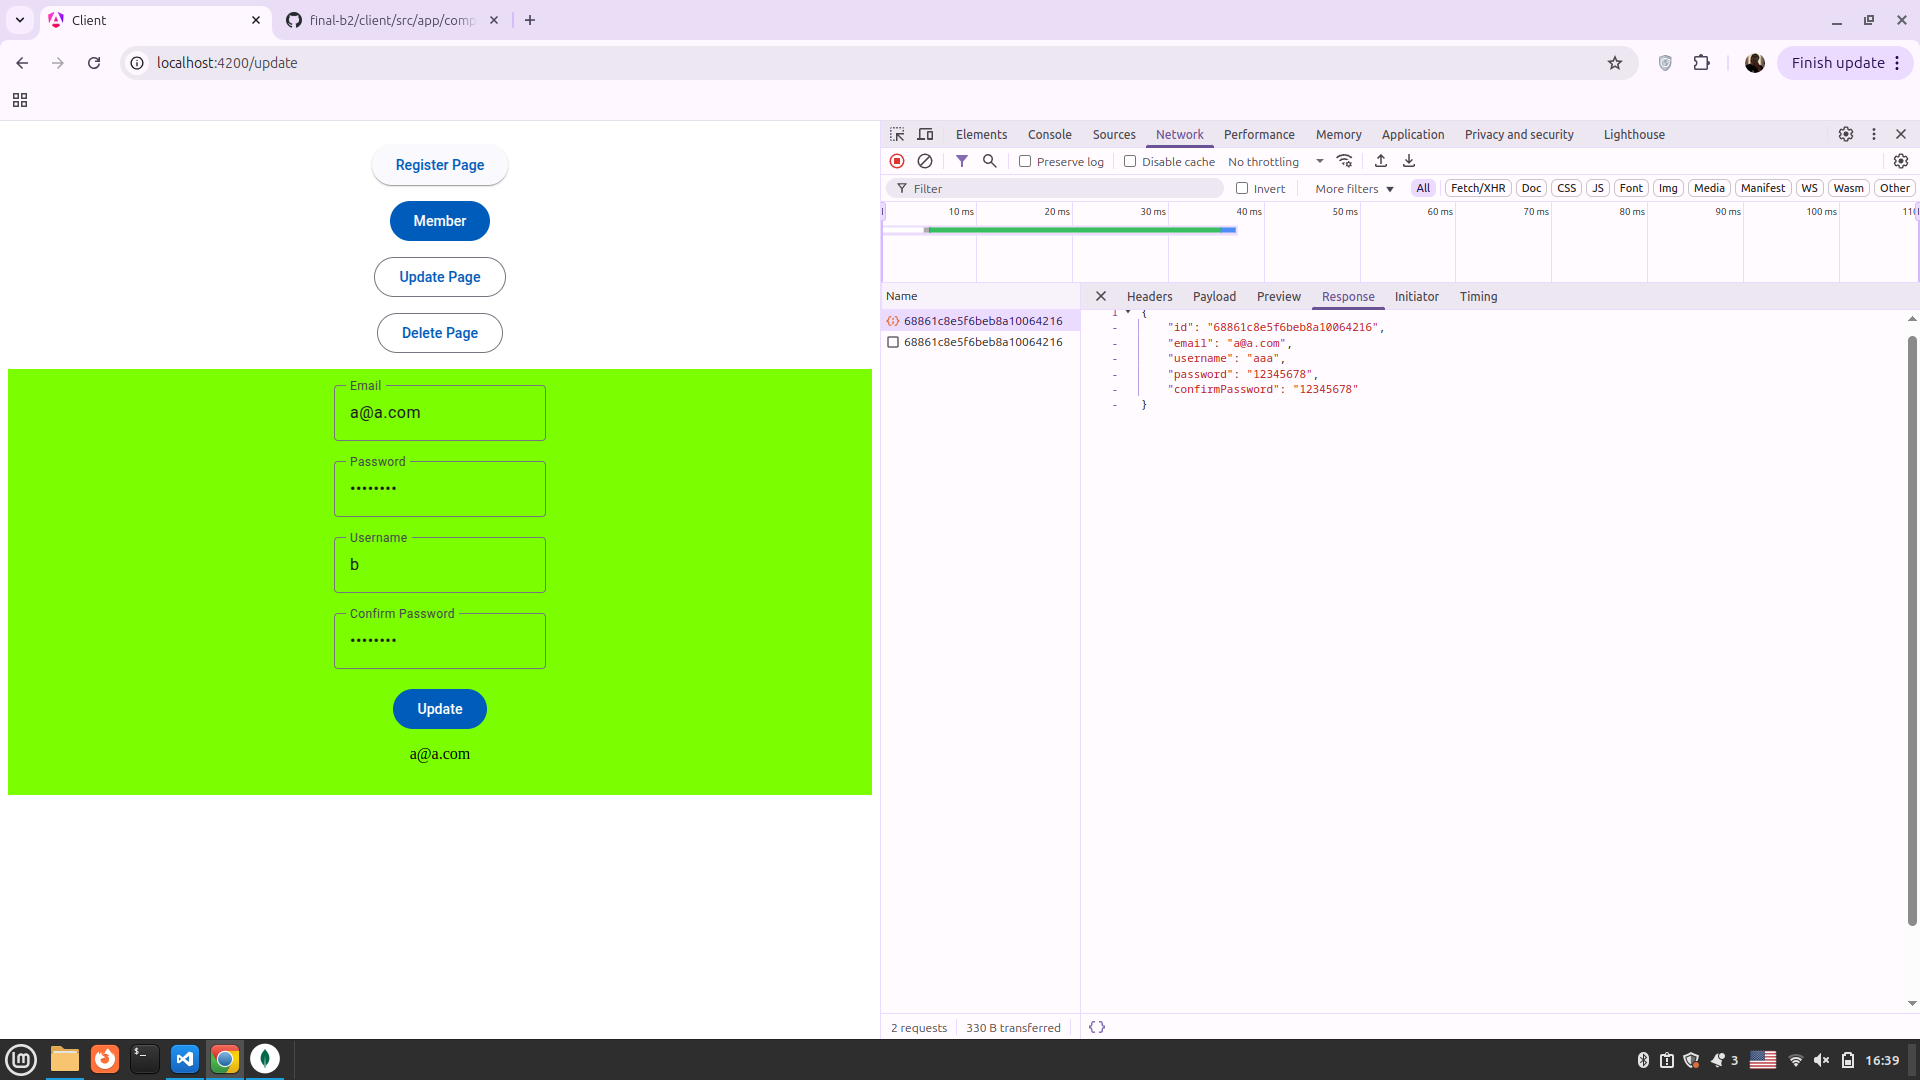 Client
final-b2/client/src/app/comp
localhost:4200/update
Finish update
Register Page
Member
Update Page
Delete Page
Email
a@a.com
Password
••••••••
Username
b
Confirm Password
••••••••
Update
a@a.com
Elements Console Sources Network Performance Memory Application Privacy and security Lighthouse
Preserve log Disable cache No throttling
Filter Invert More filters All Fetch/XHR Doc CSS JS Font Img Media Manifest WS Wasm Other
10 ms 20 ms 30 ms 40 ms 50 ms 60 ms 70 ms 80 ms 90 ms 100 ms 110
Name
68861c8e5f6beb8a10064216
68861c8e5f6beb8a10064216
Headers Payload Preview Response Initiator Timing
1 {
- "id": "68861c8e5f6beb8a10064216",
- "email": "a@a.com",
- "username": "aaa",
- "password": "12345678",
- "confirmPassword": "12345678"
- }
2 requests 330 B transferred {}
3 16:39